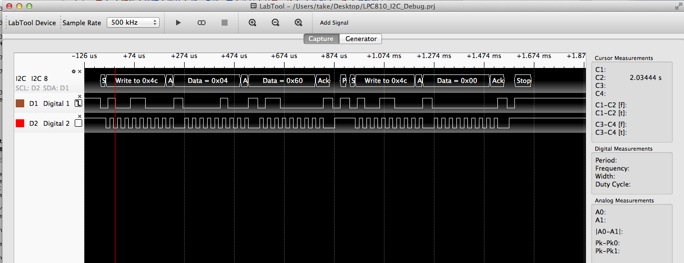 LabTool - /Users/take/Desktop/LPC810_I2C_Debug.prj
LabTool Device Sample Rate 500 kHz Add Signal
Capture Generator
-126 us +74 us +274 us +474 us +674 us +874 us +1.074 ms +1.274 ms +1.474 ms +1.674 ms +1.87
I2C I2C 8
SCL: D2 SDA: D1
S Write to 0x4c A Data = 0x04 A Data = 0x60 Ack P S Write to 0x4c A Data = 0x00 Ack Stop
D1 Digital 1
D2 Digital 2
Cursor Measurements
C1:
C2: 2.03444 s
C3:
C4:
C1-C2 [f]:
C1-C2 [t]:
C3-C4 [f]:
C3-C4 [t]:
Digital Measurements
Period:
Frequency:
Width:
Duty Cycle:
Analog Measurements
A0:
A1:
|A0-A1|:
Pk-Pk0:
Pk-Pk1: